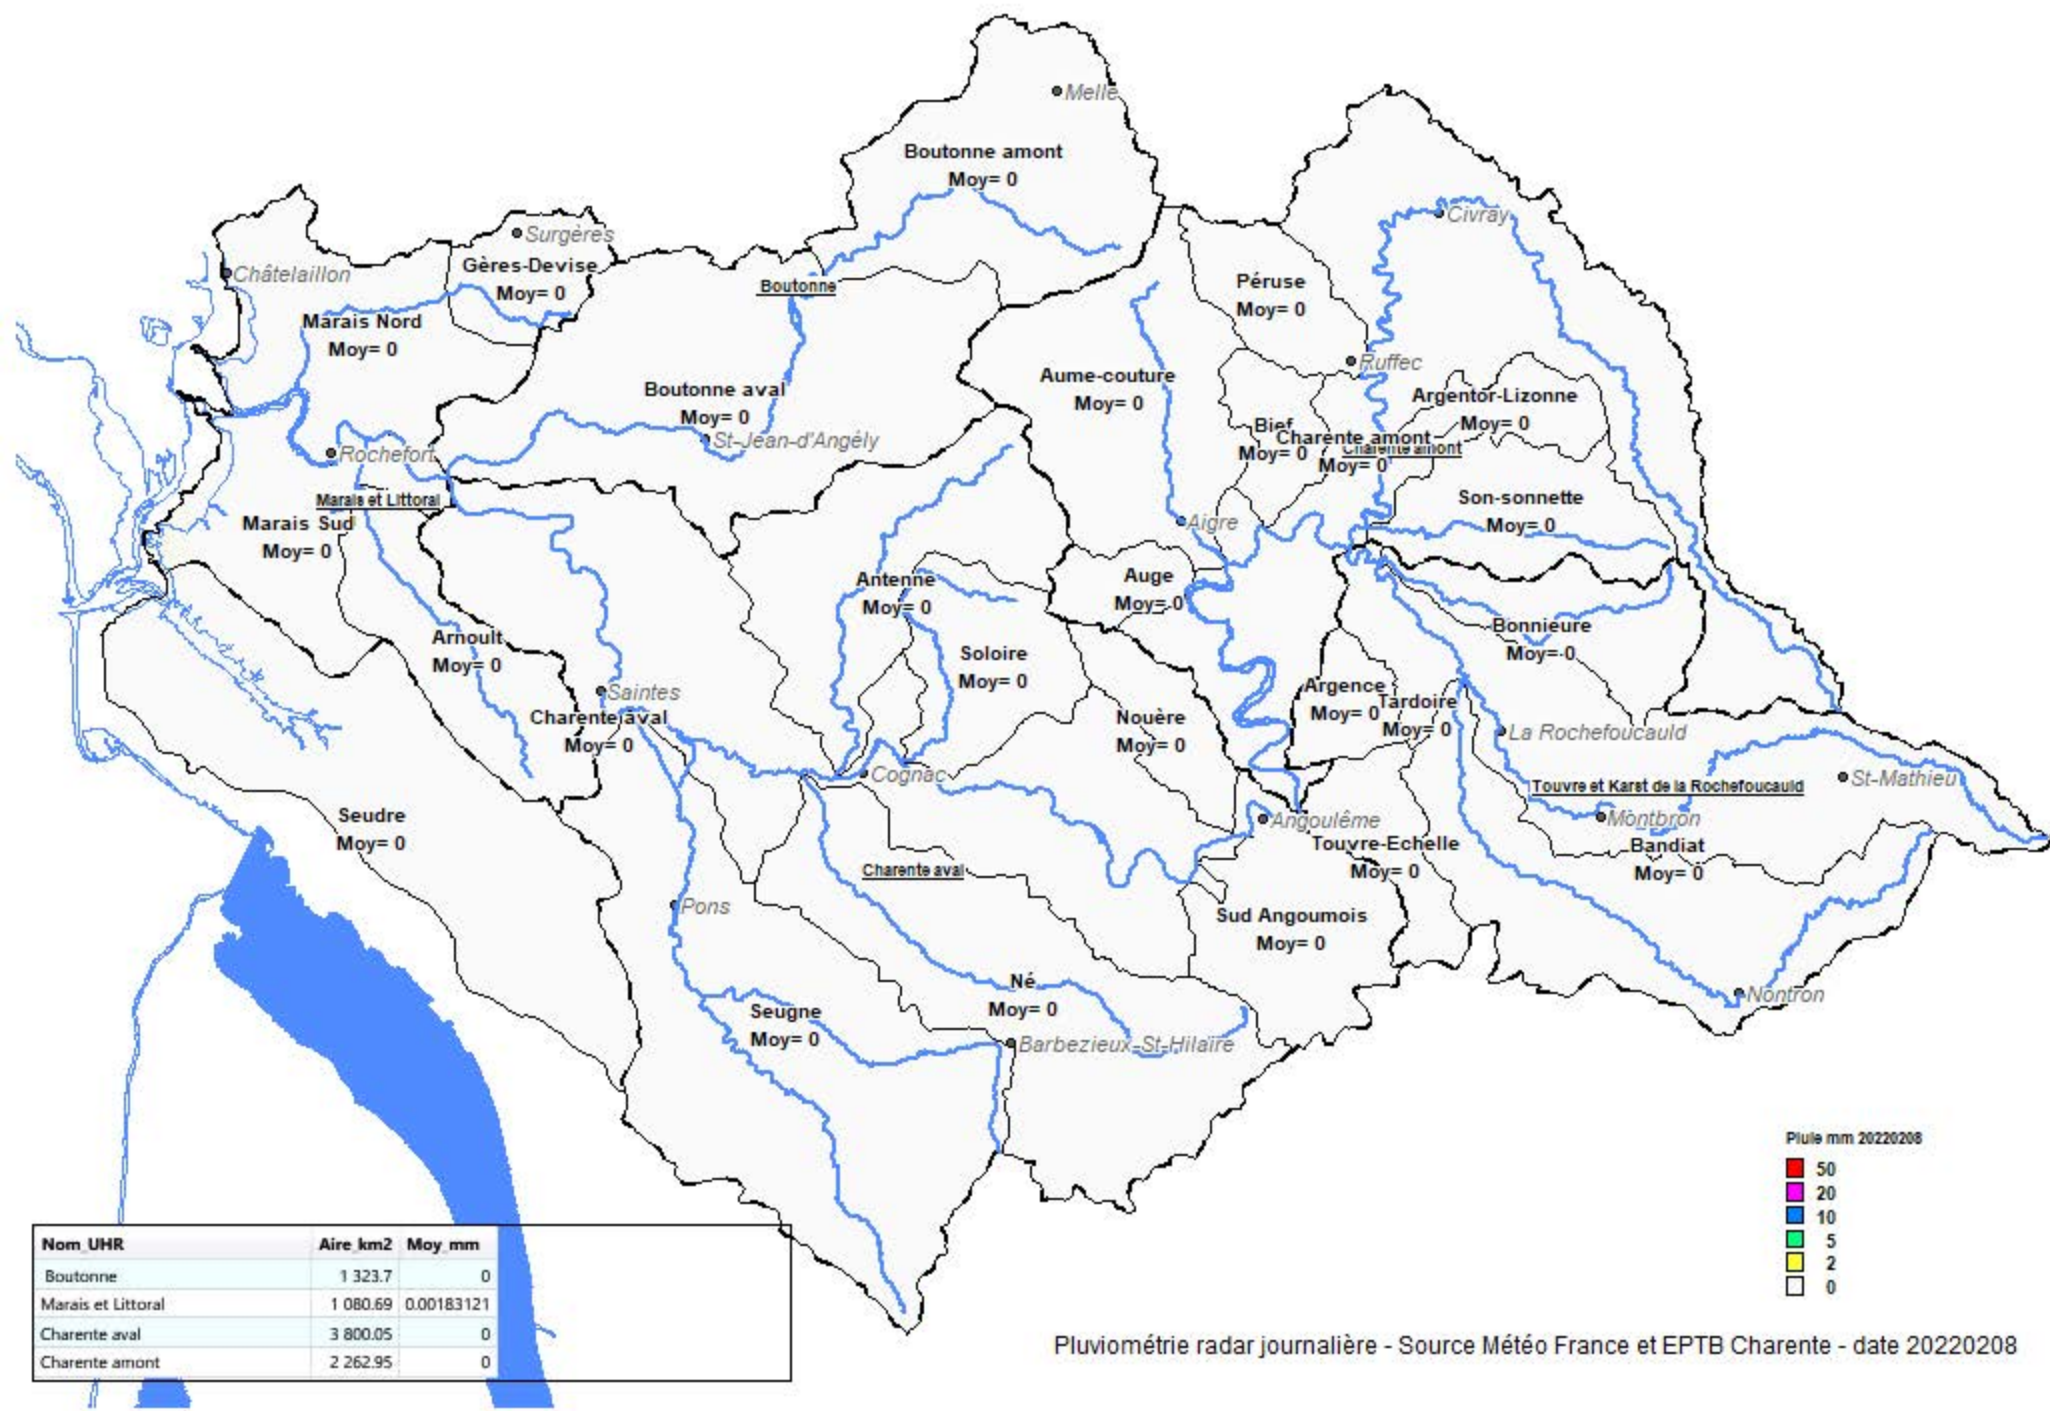 Melle
Boutonne amont
Moy= 0
Civray
Surgères
Châtelaillon
Gères-Devise
Moy= 0
Boutonne
Péruse
Moy= 0
Marais Nord
Moy= 0
Ruffec
Aume-couture
Moy= 0
Boutonne aval
Moy= 0
Argentor-Lizonne
Moy= 0
St-Jean-d'Angély
Bief
Moy= 0
Charente amont
Moy= 0
Charente amont
Rochefort
Marais et Littoral
Son-sonnette
Moy= 0
Marais Sud
Moy= 0
Aigre
Antenne
Moy= 0
Auge
Moy= 0
Bonnieure
Moy= 0
Arnoult
Moy= 0
Soloire
Moy= 0
Saintes
Argence
Moy= 0
Tardoire
Moy= 0
Charente aval
Moy= 0
Nouère
Moy= 0
La Rochefoucauld
Cognac
Touvre et Karst de la Rochefoucauld
St-Mathieu
Seudre
Moy= 0
Angoulême
Montbron
Touvre-Echelle
Moy= 0
Bandiat
Moy= 0
Charente aval
Pons
Sud Angoumois
Moy= 0
Né
Moy= 0
Nontron
Seugne
Moy= 0
Barbezieux-St-Hilaire
Pluie mm 20220208
50
20
10
5
2
0
Nom_UHR Aire_km2 Moy_mm
Boutonne 1 323.7 0
Marais et Littoral 1 080.69 0.00183121
Charente aval 3 800.05 0
Charente amont 2 262.95 0
Pluviométrie radar journalière - Source Météo France et EPTB Charente - date 20220208